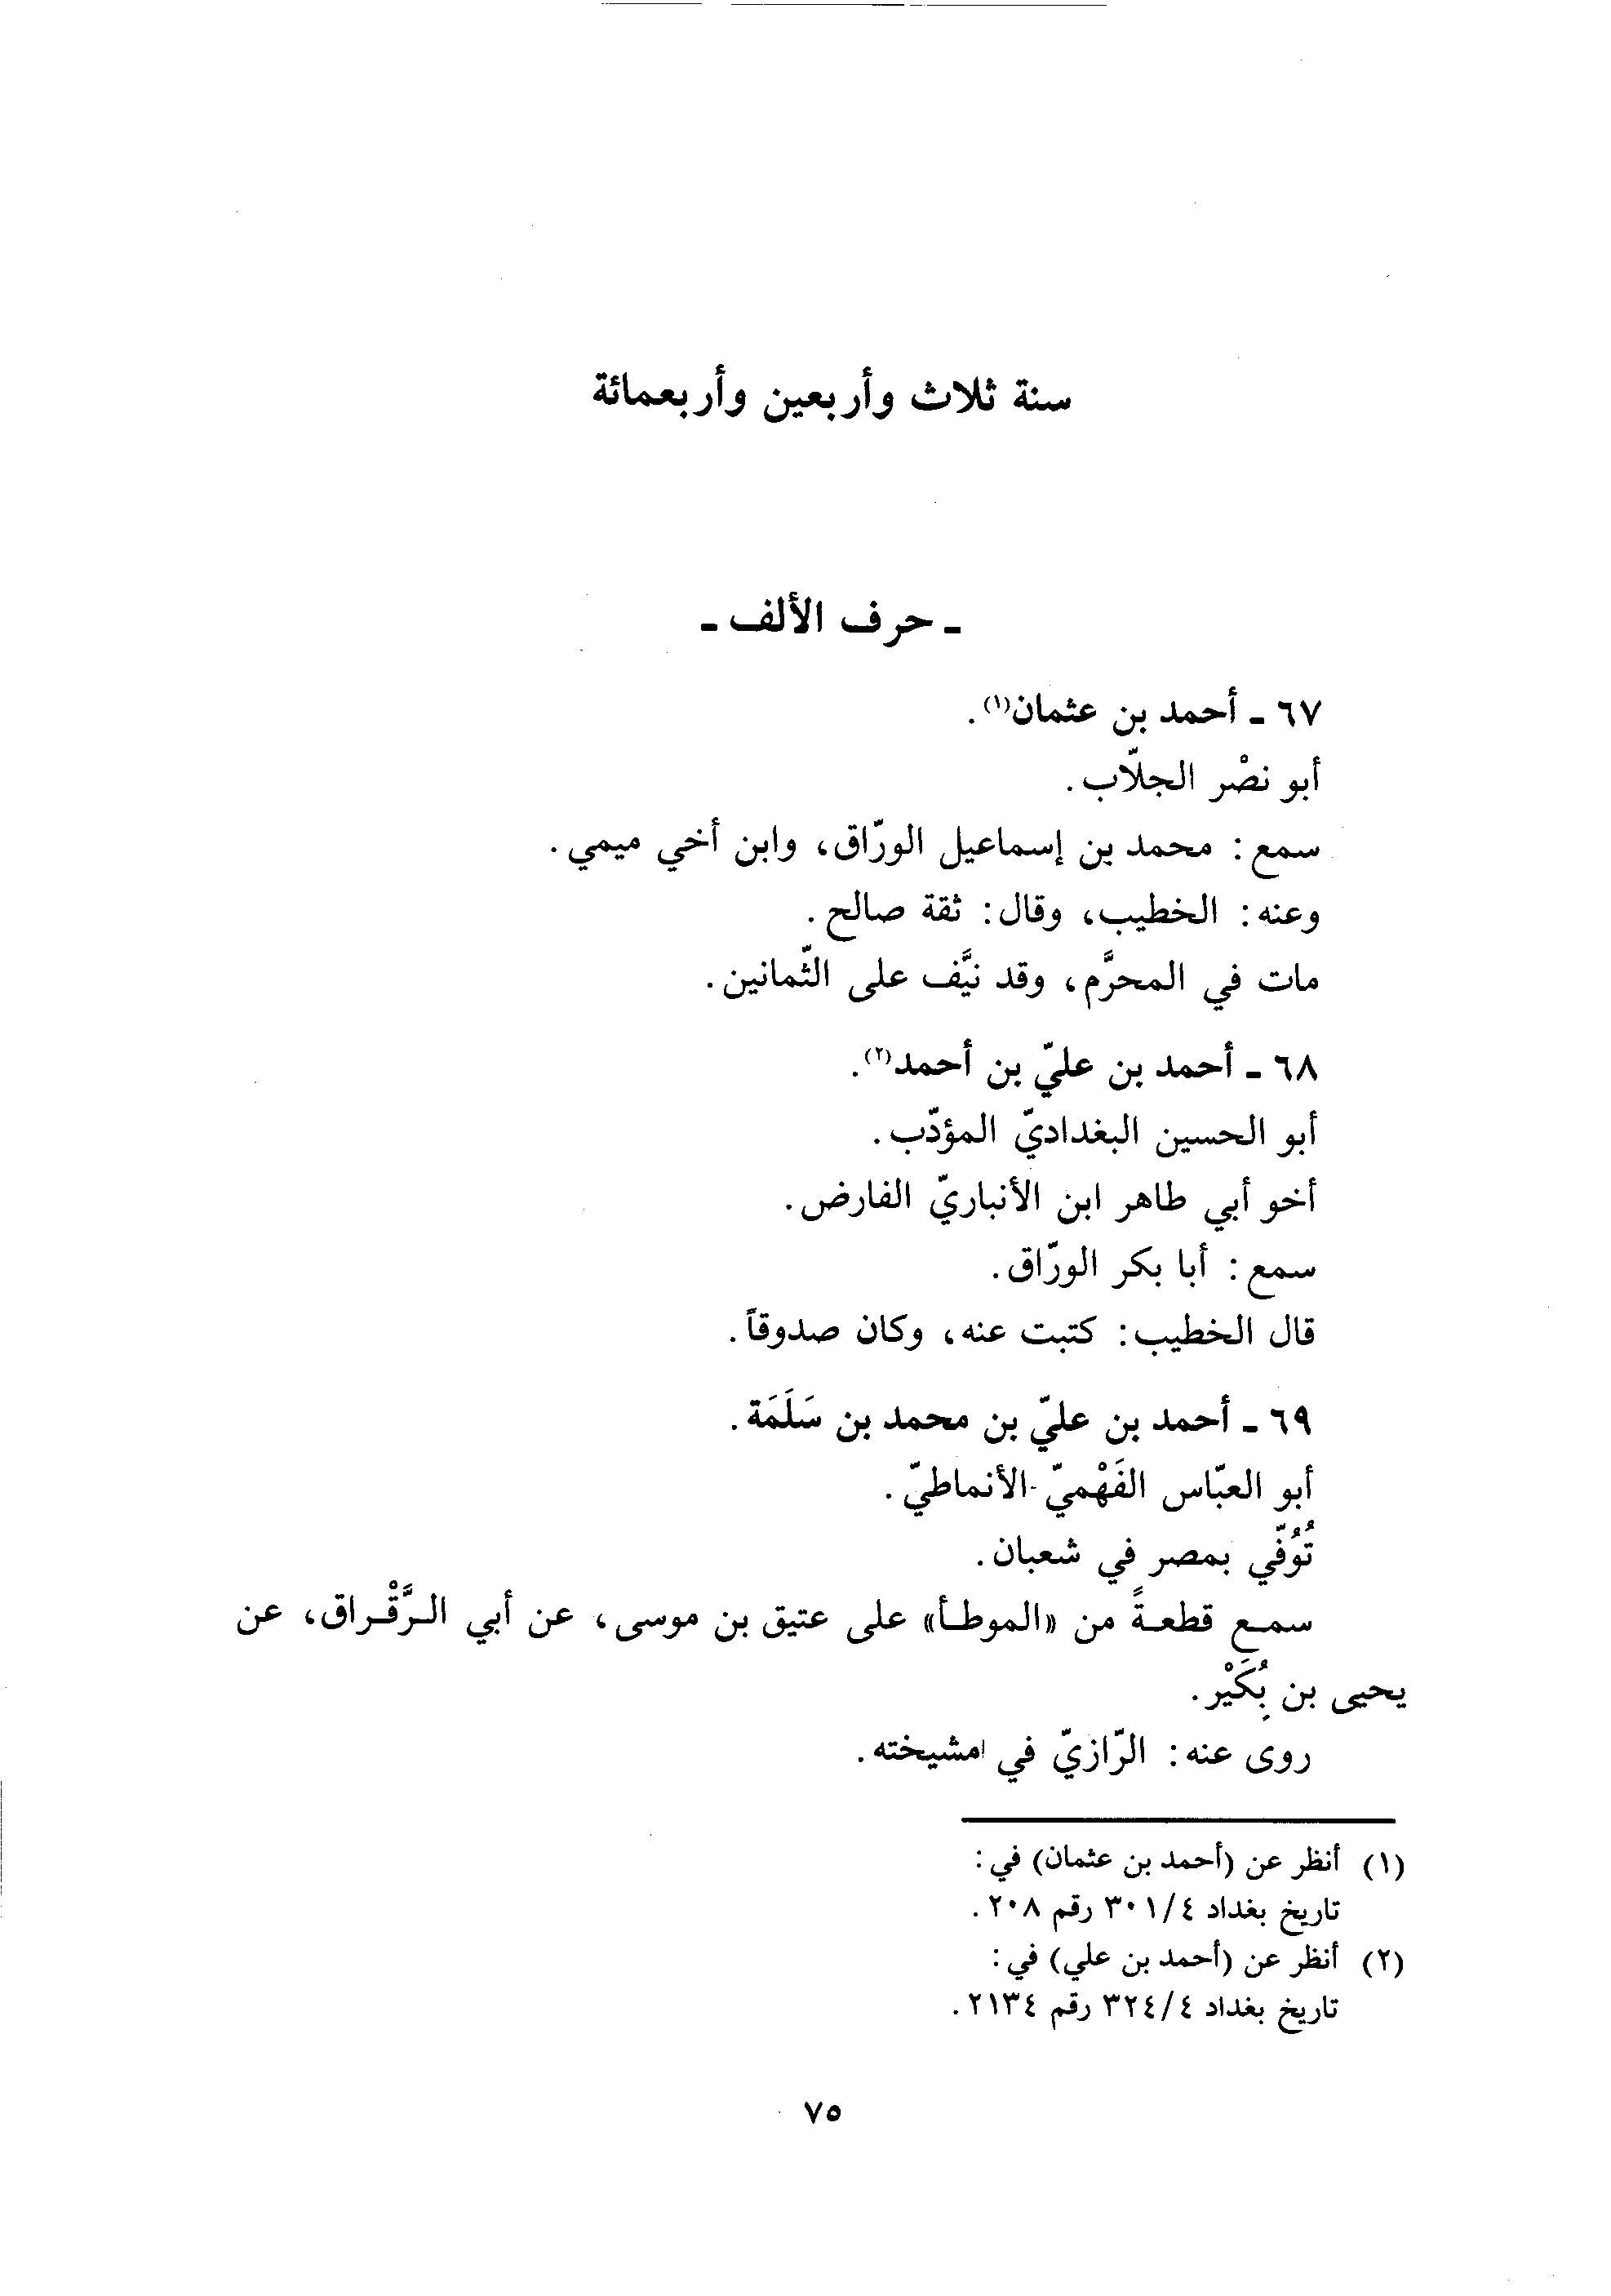 سنة ثلاث وأربعين وأربعمائة
ـ حرف الألف ـ
٦٧ ـ أحمد بن عثمان(١).
أبو نصْر الجلّاب.
سمع: محمد بن إسماعيل الورّاق، وابن أخي ميمي.
وعنه: الخطيب، وقال: ثقة صالح.
مات في المحرَّم، وقد نيَّف على الثّمانين.
٦٨ ـ أحمد بن عليّ بن أحمد(٢).
أبو الحسين البغداديّ المؤدّب.
أخو أبي طاهر ابن الأنباريّ الفارض.
سمع: أبا بكر الورّاق.
قال الخطيب: كتبت عنه، وكان صدوقاً.
٦٩ ـ أحمد بن عليّ بن محمد بن سَلَمَة.
أبو العبّاس الفَهْميّ الأنماطيّ.
تُوُفّي بمصر في شعبان.
سمع قطعةً من «الموطأ» على عتيق بن موسى، عن أبي الرَّقْراق، عن
يحيى بن بُكَيْر.
روى عنه: الرّازيّ في امشيخته.
(١) أنظر عن (أحمد بن عثمان) في:
تاريخ بغداد ٤/٣٠١ رقم ٢٠٨.
(٢) أنظر عن (أحمد بن علي) في:
تاريخ بغداد ٤/٣٢٤ رقم ٢١٣٤.
٧٥